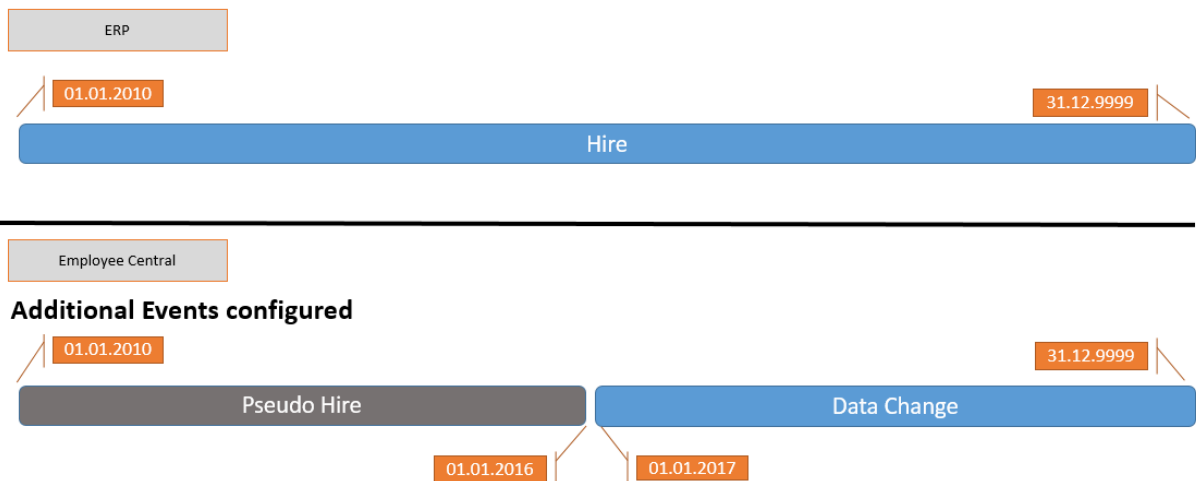 ERP
01.01.2010
31.12.9999
Hire
Employee Central
Additional Events configured
01.01.2010
31.12.9999
Pseudo Hire
Data Change
01.01.2016
01.01.2017